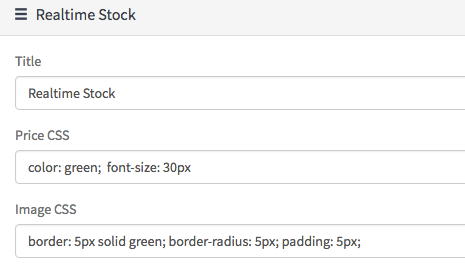 Realtime Stock
Title
Realtime Stock
Price CSS
color: green;  font-size: 30px
Image CSS
border: 5px solid green; border-radius: 5px; padding: 5px;